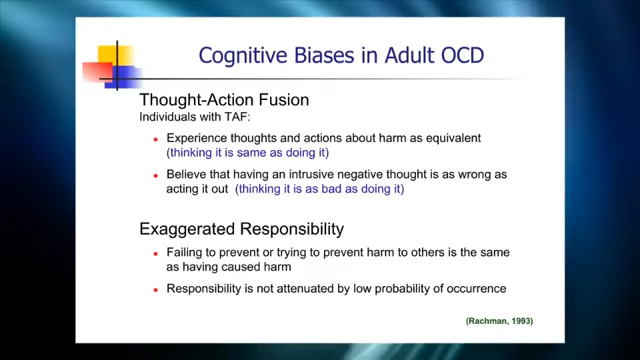 Cognitive Biases in Adult OCD
Thought-Action Fusion
Individuals with TAF:
Experience thoughts and actions about harm as equivalent
(thinking it is same as doing it)
Believe that having an intrusive negative thought is as wrong as
acting it out (thinking it is as bad as doing it)
Exaggerated Responsibility
Failing to prevent or trying to prevent harm to others is the same
as having caused harm
Responsibility is not attenuated by low probability of occurrence
(Rachman, 1993)